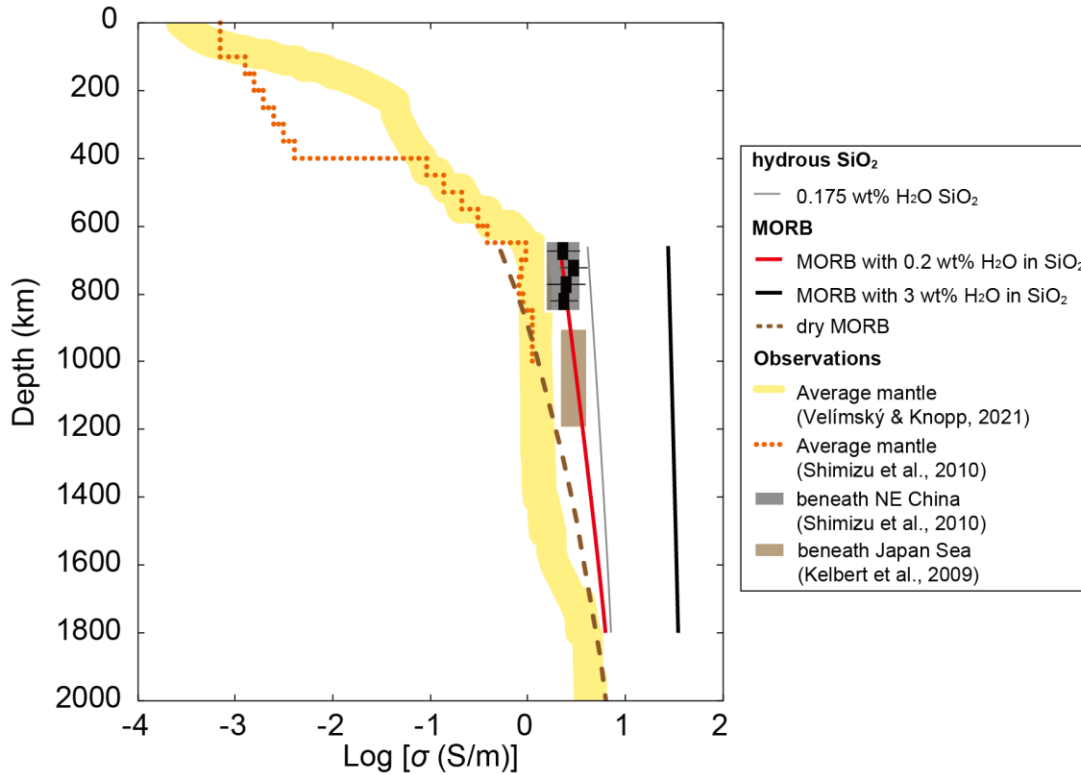 0
200
400
600
800
1000
1200
1400
1600
1800
2000
Depth (km)
-4 -3 -2 -1 0 1 2
Log [σ (S/m)]
hydrous SiO₂
0.175 wt% H₂O SiO₂
MORB
MORB with 0.2 wt% H₂O in SiO₂
MORB with 3 wt% H₂O in SiO₂
dry MORB
Observations
Average mantle
(Velímský & Knopp, 2021)
Average mantle
(Shimizu et al., 2010)
beneath NE China
(Shimizu et al., 2010)
beneath Japan Sea
(Kelbert et al., 2009)